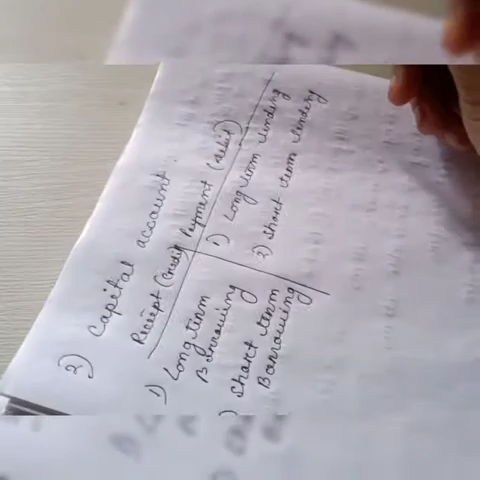 2) Capital account :
Receipt (Credit) Payment (debit)
1) Long term Borrowing
2) Short term Borrowing
1) Long term lending
2) Short term lending